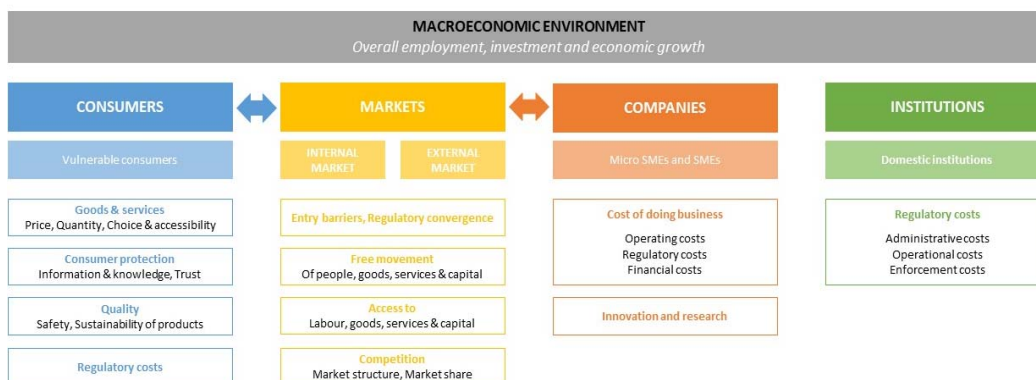 MACROECONOMIC ENVIRONMENT
Overall employment, investment and economic growth
CONSUMERS
Vulnerable consumers
Goods & services
Price, Quantity, Choice & accessibility
Consumer protection
Information & knowledge, Trust
Quality
Safety, Sustainability of products
Regulatory costs
MARKETS
INTERNAL
MARKET
EXTERNAL
MARKET
Entry barriers, Regulatory convergence
Free movement
Of people, goods, services & capital
Access to
Labour, goods, services & capital
Competition
Market structure, Market share
COMPANIES
Micro SMEs and SMEs
Cost of doing business
Operating costs
Regulatory costs
Financial costs
Innovation and research
INSTITUTIONS
Domestic institutions
Regulatory costs
Administrative costs
Operational costs
Enforcement costs